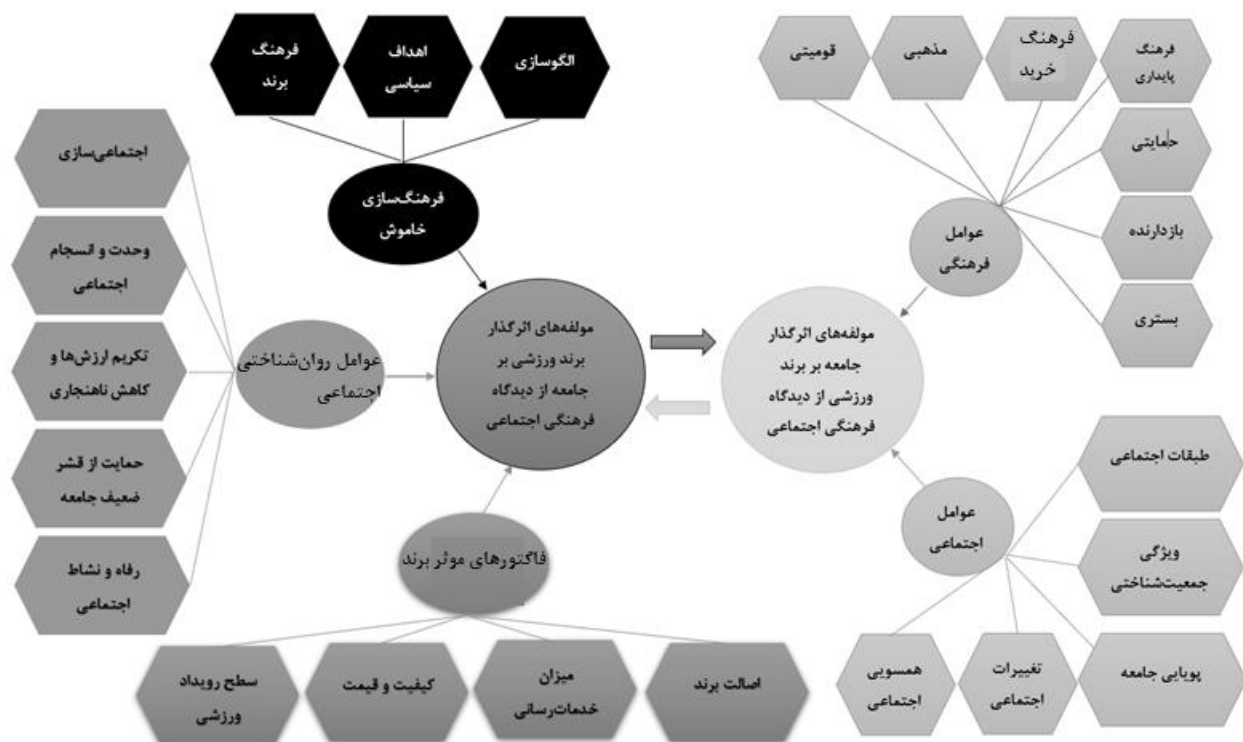 فرهنگ
برند
اهداف
سیاسی
الگوسازی
قومیتی
مذهبی
فرهنگ
خرید
فرهنگ
پایداری
حمایتی
بازدارنده
بستری
فرهنگ‌سازی
خاموش
عوامل
فرهنگی
اجتماعی‌سازی
وحدت و انسجام
اجتماعی
تکریم ارزش‌ها و
کاهش ناهنجاری
حمایت از قشر
ضعیف جامعه
رفاه و نشاط
اجتماعی
عوامل روان‌شناختی
اجتماعی
مولفه‌های اثرگذار
برند ورزشی بر
جامعه از دیدگاه
فرهنگی اجتماعی
مولفه‌های اثرگذار
جامعه بر برند
ورزشی از دیدگاه
فرهنگی اجتماعی
فاکتورهای موثر برند
عوامل
اجتماعی
طبقات اجتماعی
ویژگی
جمعیت‌شناختی
پویایی جامعه
تغییرات
اجتماعی
همسویی
اجتماعی
اصالت برند
میزان
خدمات‌رسانی
کیفیت و قیمت
سطح رویداد
ورزشی